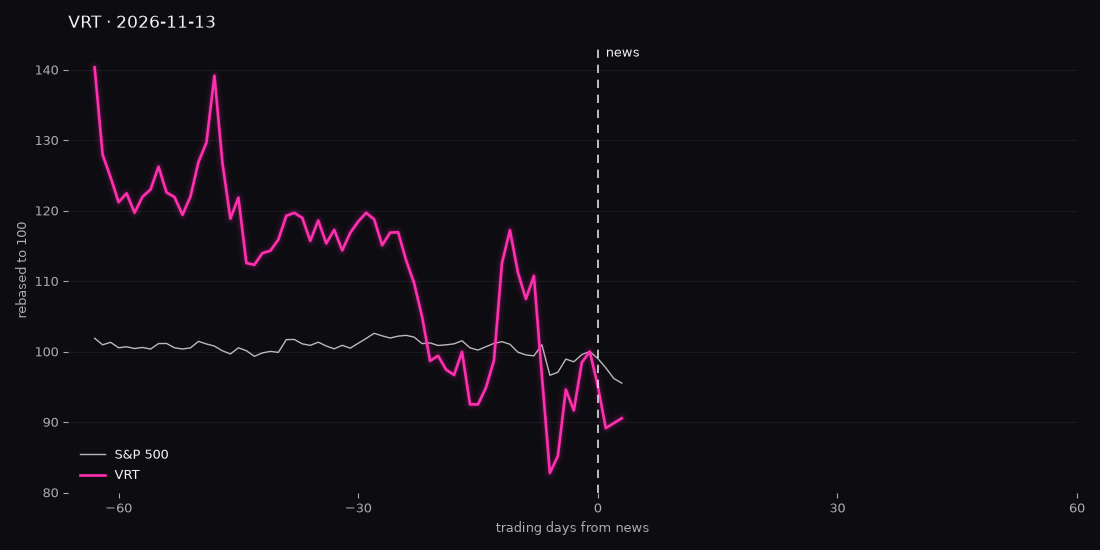 VRT · 2026-11-13
news
140
130
120
110
100
90
80
rebased to 100
S&P 500
VRT
−60
−30
0
30
60
trading days from news